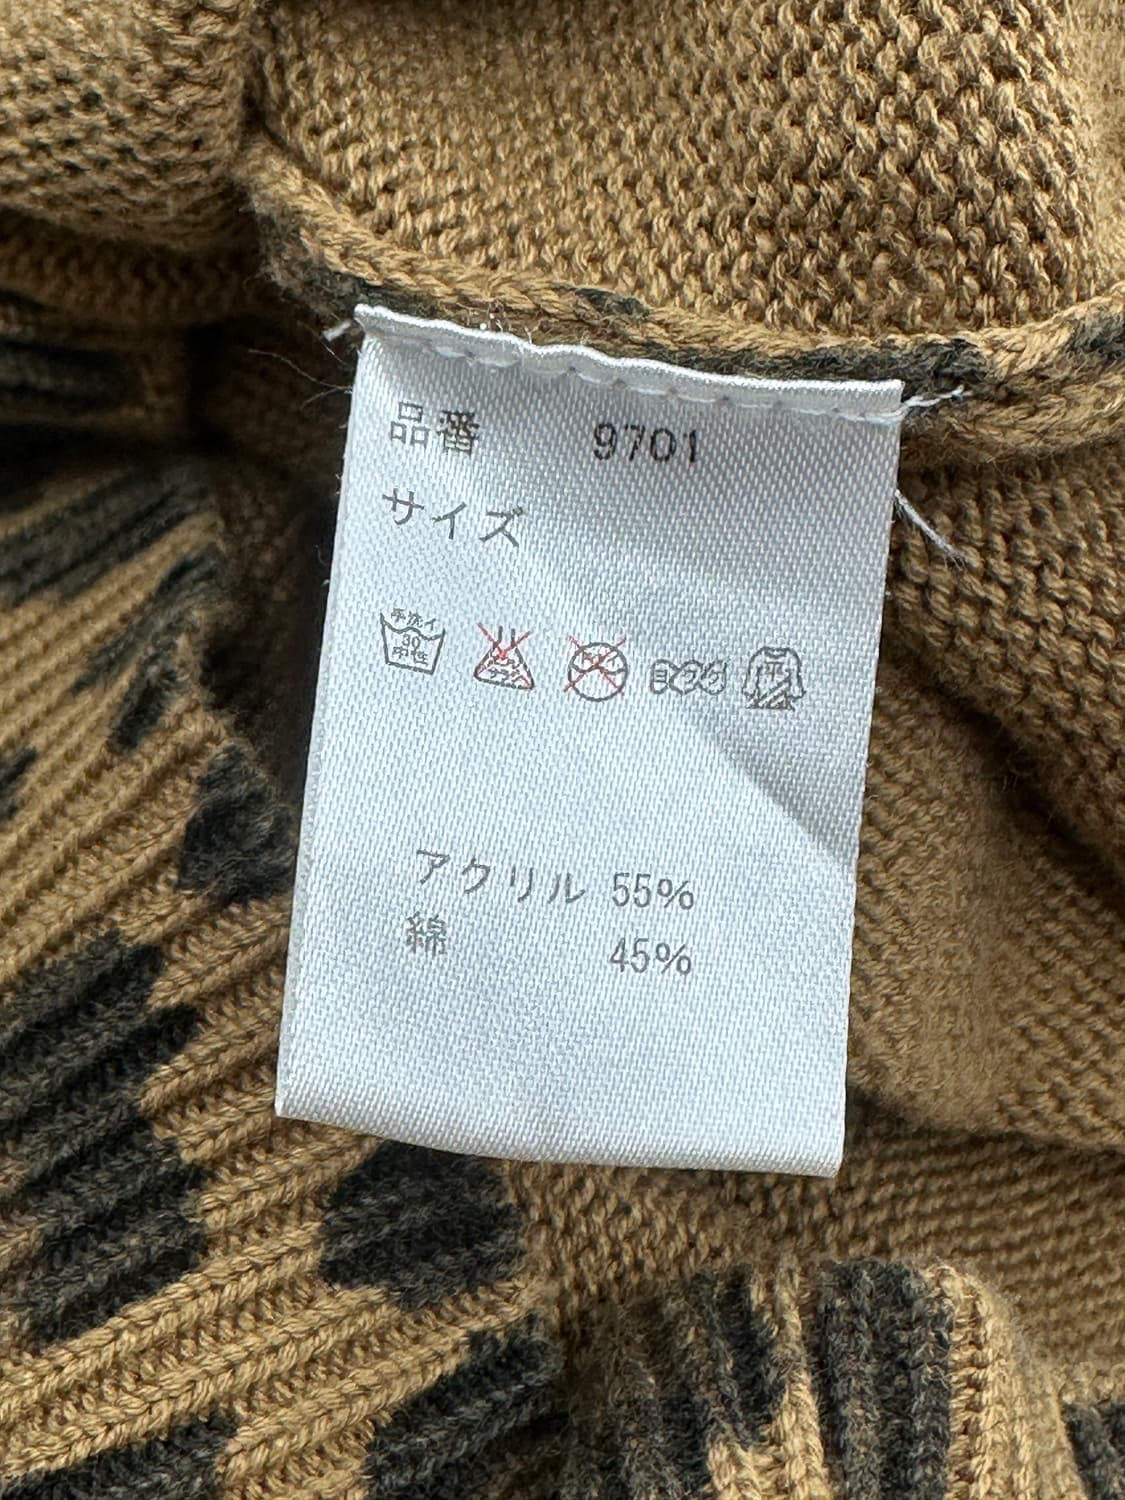 品番 9701
サイズ
手洗イ
30
中性
アクリル 55%
綿 45%